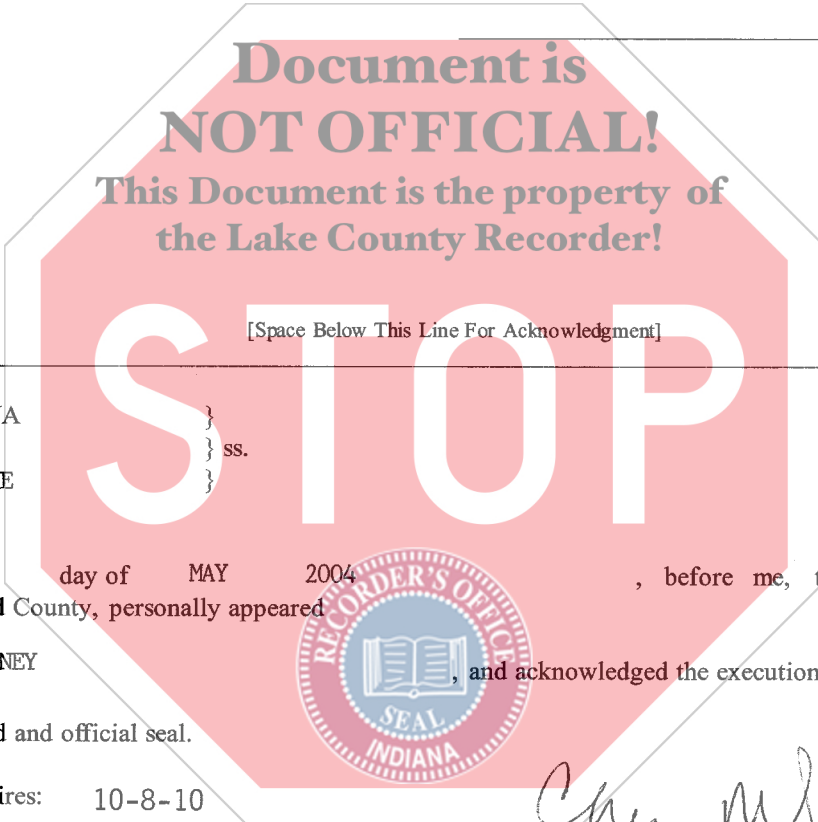 Document is
NOT OFFICIAL!
This Document is the property of
the Lake County Recorder!
[Space Below This Line For Acknowledgment]
STOP
A }
} ss.
E }
day of MAY 2004 , before me,
County, personally appeared
NEY , and acknowledged the execution
and official seal.
ires: 10-8-10
RECORDER'S OFFICE
SEAL
INDIANA